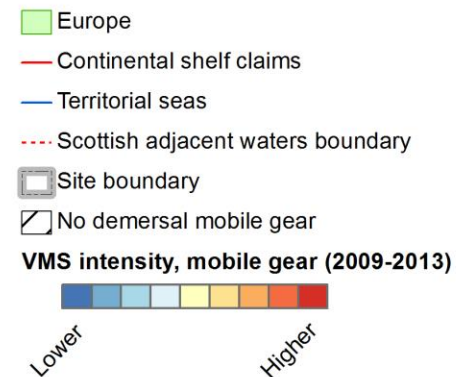 Europe
Continental shelf claims
Territorial seas
Scottish adjacent waters boundary
Site boundary
No demersal mobile gear
VMS intensity, mobile gear (2009-2013)
Lower Higher